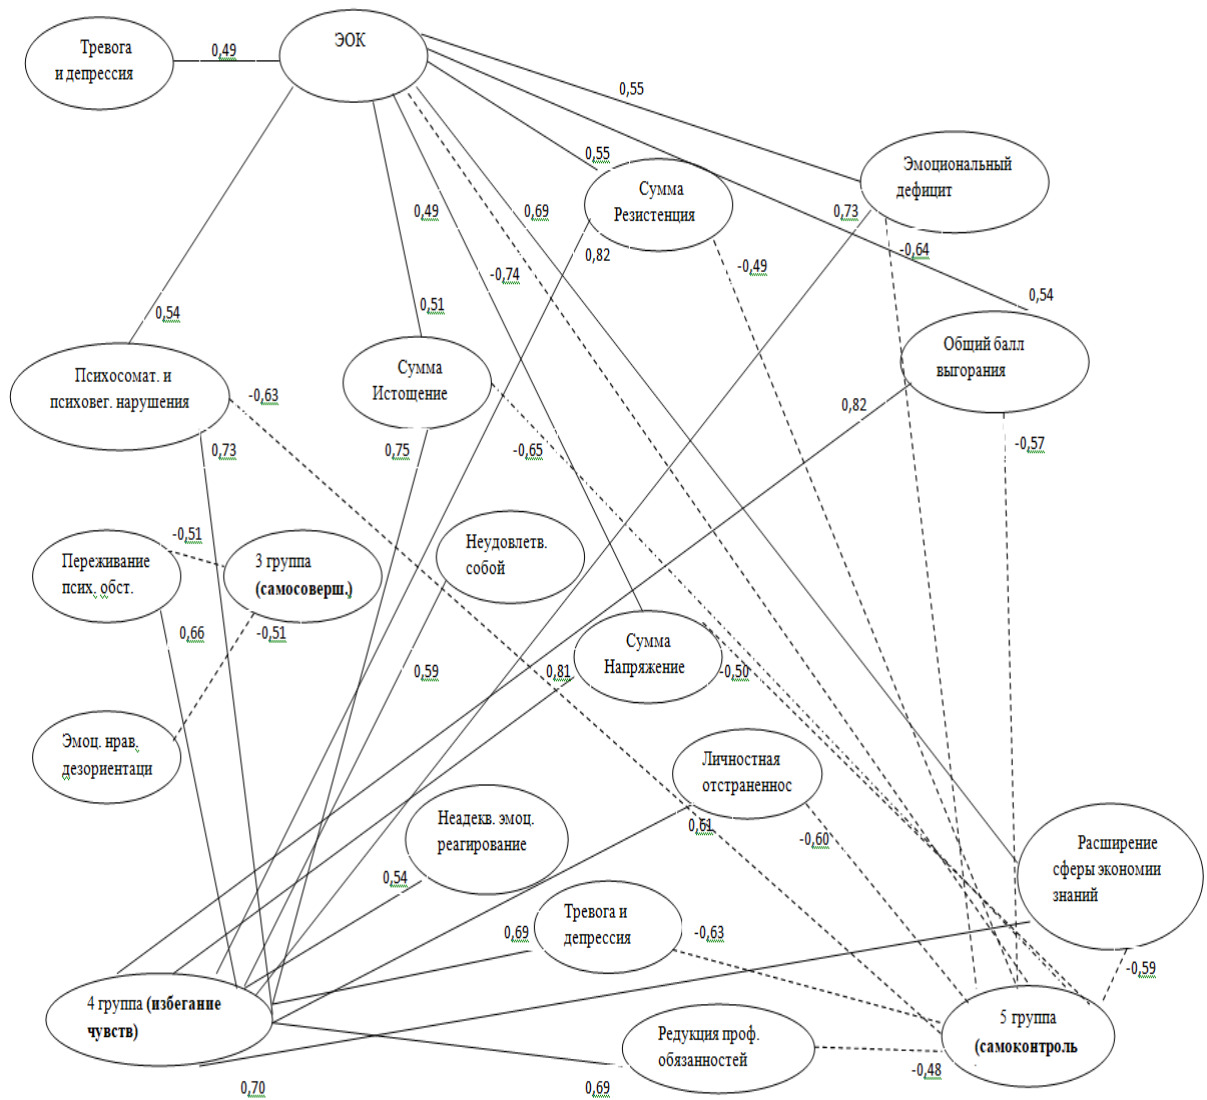 Тревога
и депрессия
0,49
ЭОК
0,55
0,55
Эмоциональный
дефицит
Сумма
Резистенция
0,49
0,69
0,73
0,82
-0,64
-0,49
-0,74
0,54
0,51
0,54
Общий балл
выгорания
Психосомат. и
психовег. нарушения
Сумма
Истощение
-0,63
0,82
0,73
0,75
-0,65
-0,57
-0,51
Переживание
псих. обст.
3 группа
(самосоверш.)
Неудовлетв.
собой
0,66
-0,51
Сумма
Напряжение
0,59
0,81
-0,50
Эмоц. нрав.
дезориентаци
Личностная
отстраненнос
Неадекв. эмоц.
реагирование
0,61
-0,60
Расширение
сферы экономии
знаний
0,54
Тревога и
депрессия
0,69
-0,63
-0,59
4 группа (избегание
чувств)
5 группа
(самоконтроль
Редукция проф.
обязанностей
-0,48
0,70
0,69